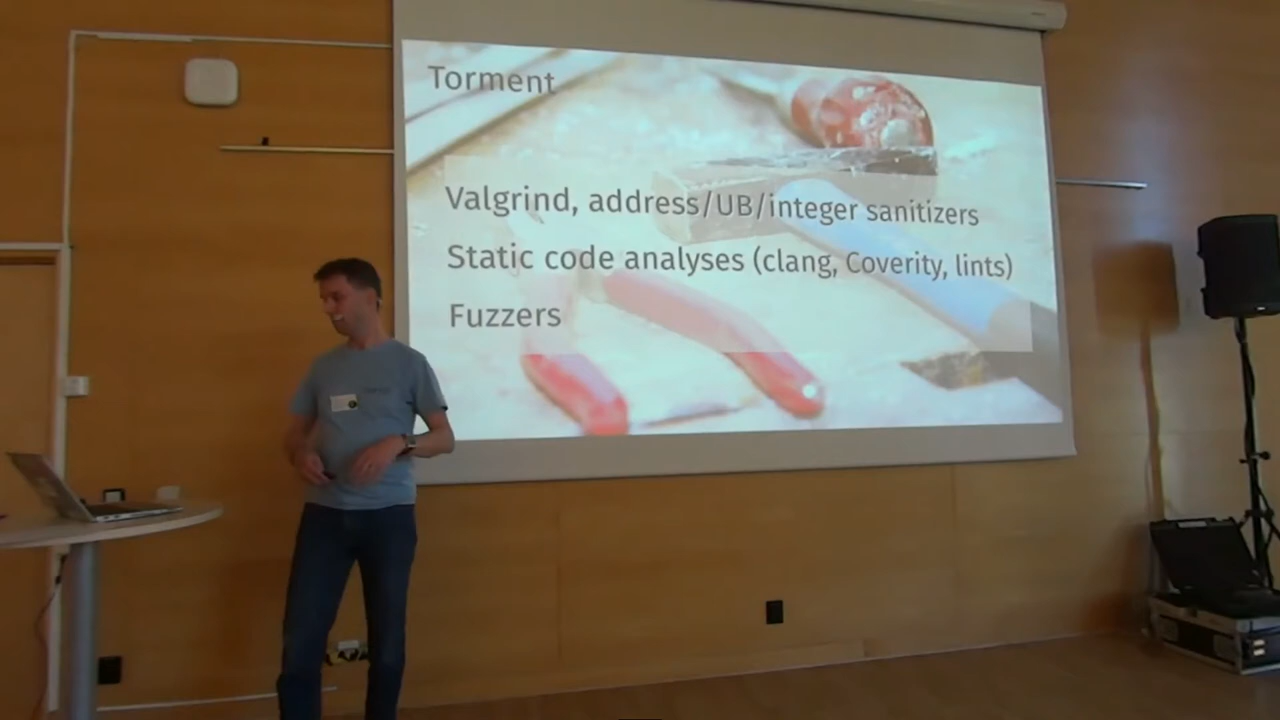 Torment
Valgrind, address/UB/integer sanitizers
Static code analyses (clang, Coverity, lints)
Fuzzers